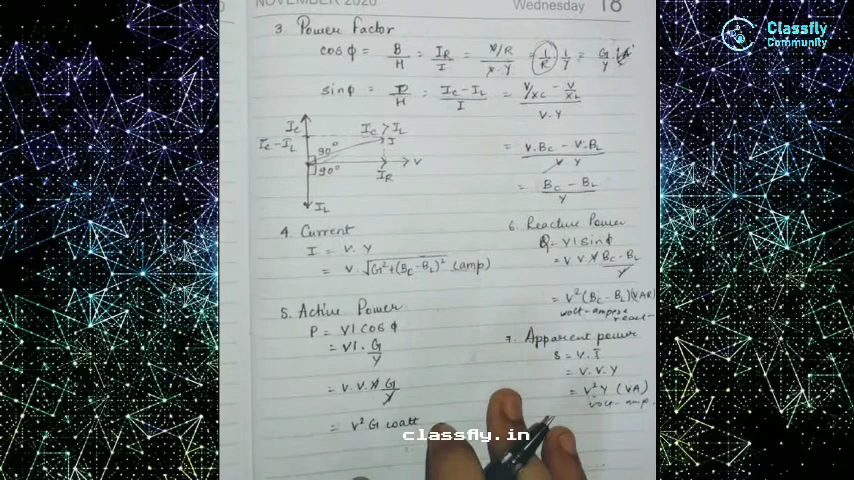 NOVEMBER 2020 Wednesday 18
Classfly
Community
3 Power Factor
cos φ = B/H = I_R/I = V/R / V.Y = 1/R 1/Y = G/Y
sin φ = P/H = I_C - I_L / I = V/X_C - V/X_L / V.Y
= V.B_C - V.B_L / V.Y
= B_C - B_L / Y
I_C
I_C > I_L
I_C - I_L
90°
I
V
90°
I_R
I_L
4. Current
I = V.Y
= V.√G²+(B_C-B_L)² (amp)
5. Active Power
P = VI cos φ
= VI . G/Y
= V.V.Y G/Y
= V² G watt
6. Reactive Power
Q = VI sin φ
= V V.Y B_C - B_L / Y
= V² (B_C - B_L) (VAR)
volt-ampere
react-
7. Apparent power
S = V.I
= V.V.Y
= V²Y (VA)
volt-amp.
classfly.in